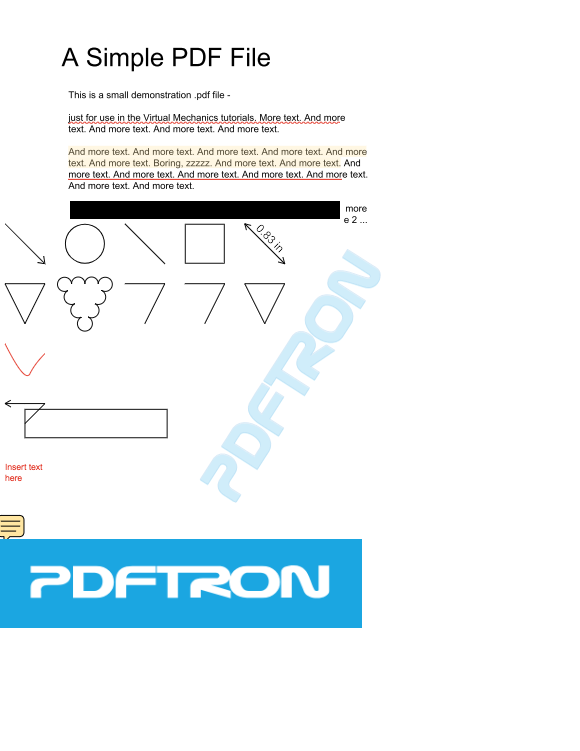 A Simple PDF File
This is a small demonstration .pdf file -
just for use in the Virtual Mechanics tutorials. More text. And more
text. And more text. And more text. And more text.
And more text. And more text. And more text. And more text. And more
text. And more text. Boring, zzzzz. And more text. And more text. And
more text. And more text. And more text. And more text. And more text.
And more text. And more text.
more
e 2 ...
0.83 in
PDFTRON
Insert text
here
PDFTRON